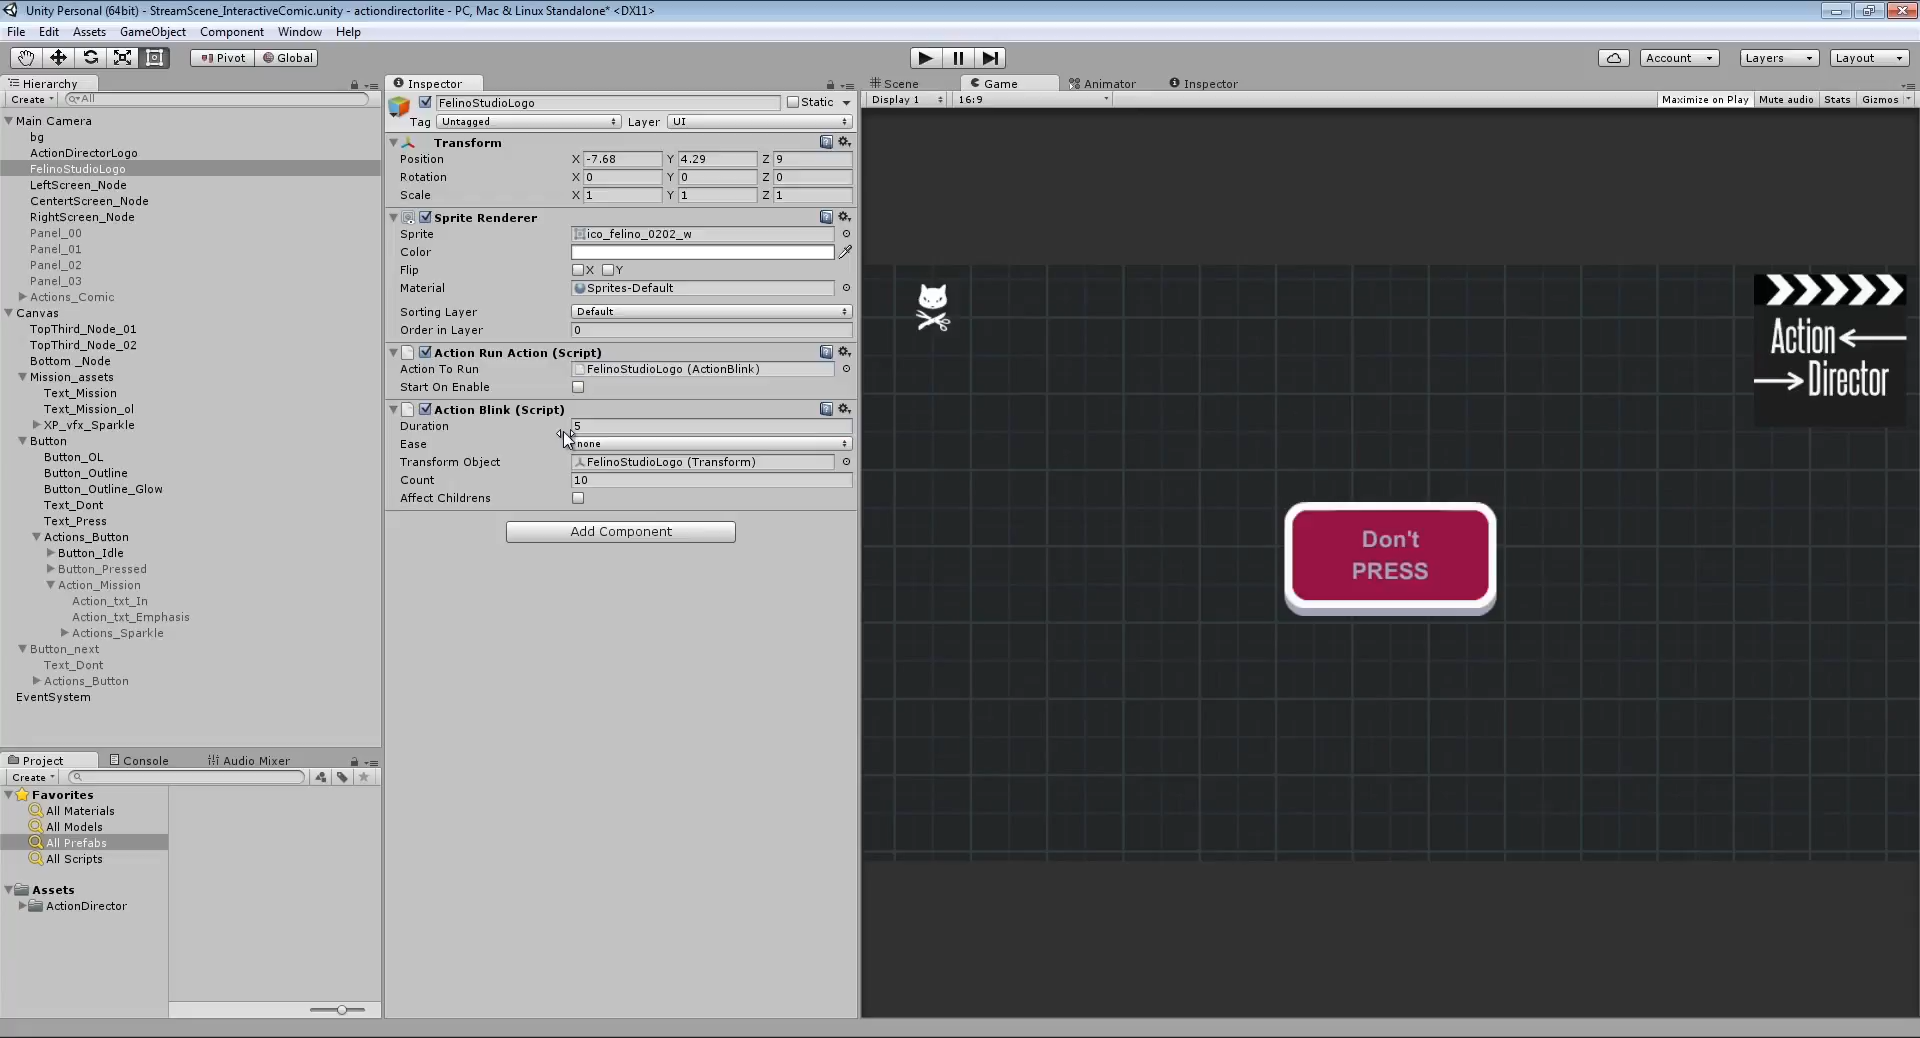 Unity Personal (64bit) - StreamScene_InteractiveComic.unity - actiondirectorlite - PC, Mac & Linux Standalone* <DX11>
File Edit Assets GameObject Component Window Help
Pivot Global Account Layers Layout
Hierarchy
Create All
Main Camera
bg
ActionDirectorLogo
FelinoStudioLogo
LeftScreen_Node
CentertScreen_Node
RightScreen_Node
Panel_00
Panel_01
Panel_02
Panel_03
Actions_Comic
Canvas
TopThird_Node_01
TopThird_Node_02
Bottom _Node
Mission_assets
Text_Mission
Text_Mission_ol
XP_vfx_Sparkle
Button
Button_OL
Button_Outline
Button_Outline_Glow
Text_Dont
Text_Press
Actions_Button
Button_Idle
Button_Pressed
Action_Mission
Action_txt_In
Action_txt_Emphasis
Actions_Sparkle
Button_next
Text_Dont
Actions_Button
EventSystem
Project Console Audio Mixer
Create
Favorites
All Materials
All Models
All Prefabs
All Scripts
Assets
ActionDirector
Inspector
FelinoStudioLogo Static
Tag Untagged Layer UI
Transform
Position X -7.68 Y 4.29 Z 9
Rotation X 0 Y 0 Z 0
Scale X 1 Y 1 Z 1
Sprite Renderer
Sprite ico_felino_0202_w
Color
Flip X Y
Material Sprites-Default
Sorting Layer Default
Order in Layer 0
Action Run Action (Script)
Action To Run FelinoStudioLogo (ActionBlink)
Start On Enable
Action Blink (Script)
Duration 5
Ease none
Transform Object FelinoStudioLogo (Transform)
Count 10
Affect Childrens
Add Component
Scene Game Animator Inspector
Display 1 16:9 Maximize on Play Mute audio Stats Gizmos
Action
Director
Don't
PRESS